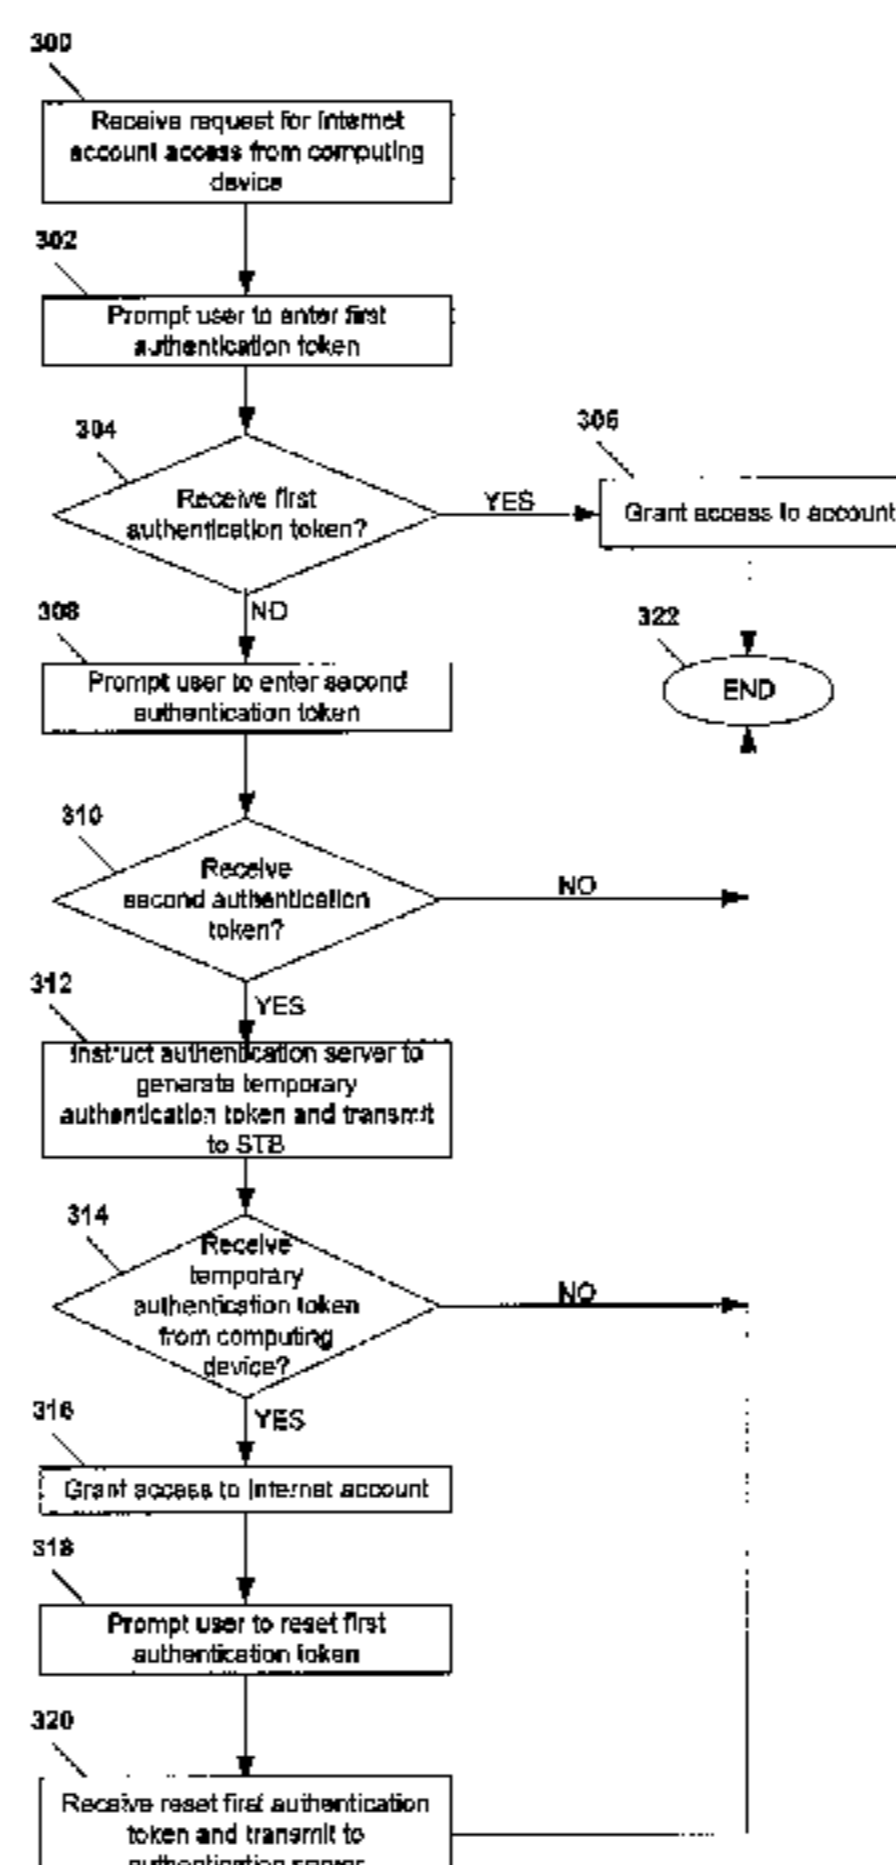 300
Receive request for Internet
account access from computing
device
302
Prompt user to enter first
authentication token
304
Receive first
authentication token?
YES
306
Grant access to account
NO
308
Prompt user to enter second
authentication token
322
END
310
Receive
second authentication
token?
NO
YES
312
Instruct authentication server to
generate temporary
authentication token and transmit
to STB
314
Receive
temporary
authentication token
from computing
device?
NO
YES
316
Grant access to Internet account
318
Prompt user to reset first
authentication token
320
Receive reset first authentication
token and transmit to
authentication server